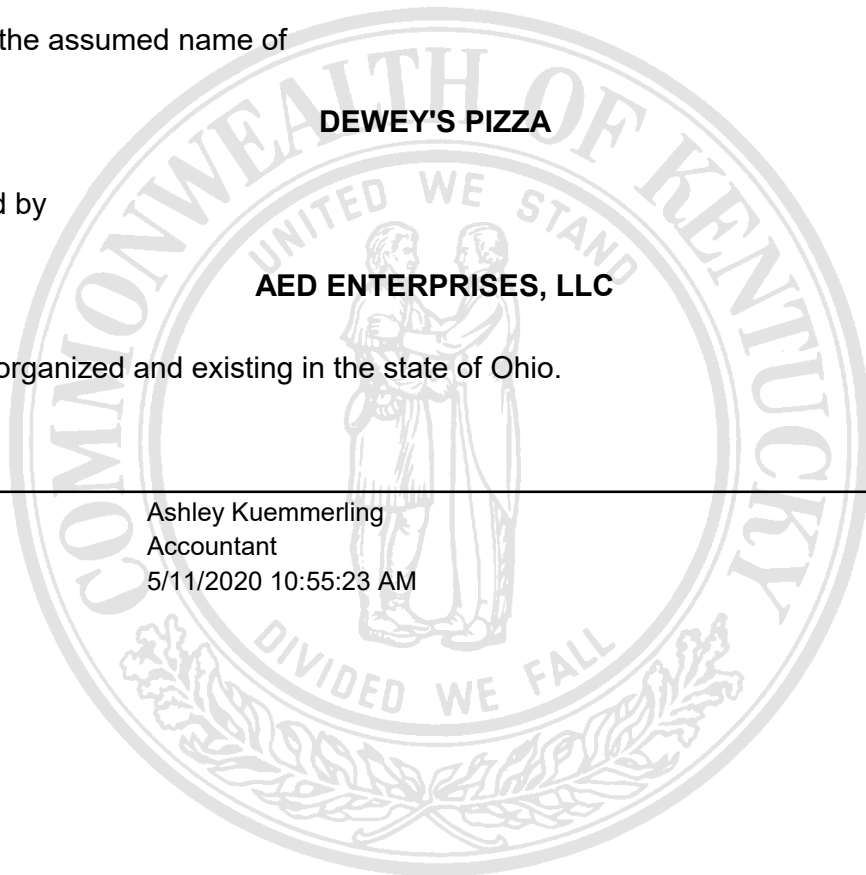 the assumed name of
DEWEY'S PIZZA
d by
AED ENTERPRISES, LLC
organized and existing in the state of Ohio.
Ashley Kuemmerling
Accountant
5/11/2020 10:55:23 AM
COMMONWEALTH OF KENTUCKY
UNITED WE STAND
DIVIDED WE FALL